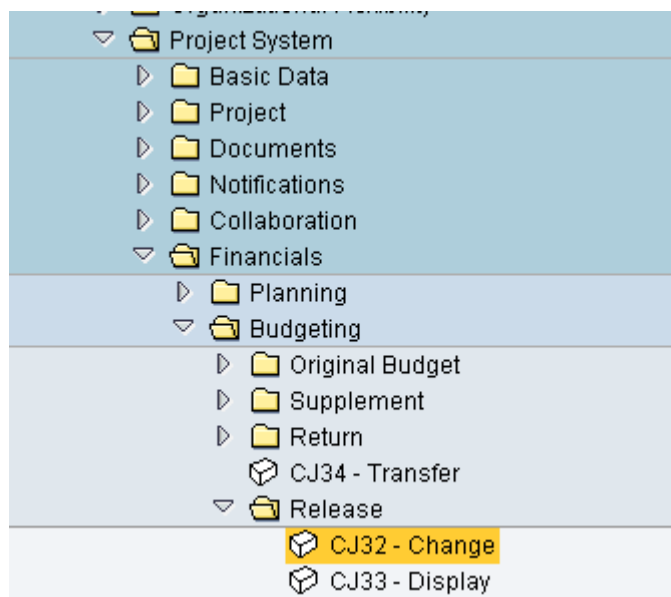 Project System
Basic Data
Project
Documents
Notifications
Collaboration
Financials
Planning
Budgeting
Original Budget
Supplement
Return
CJ34 - Transfer
Release
CJ32 - Change
CJ33 - Display